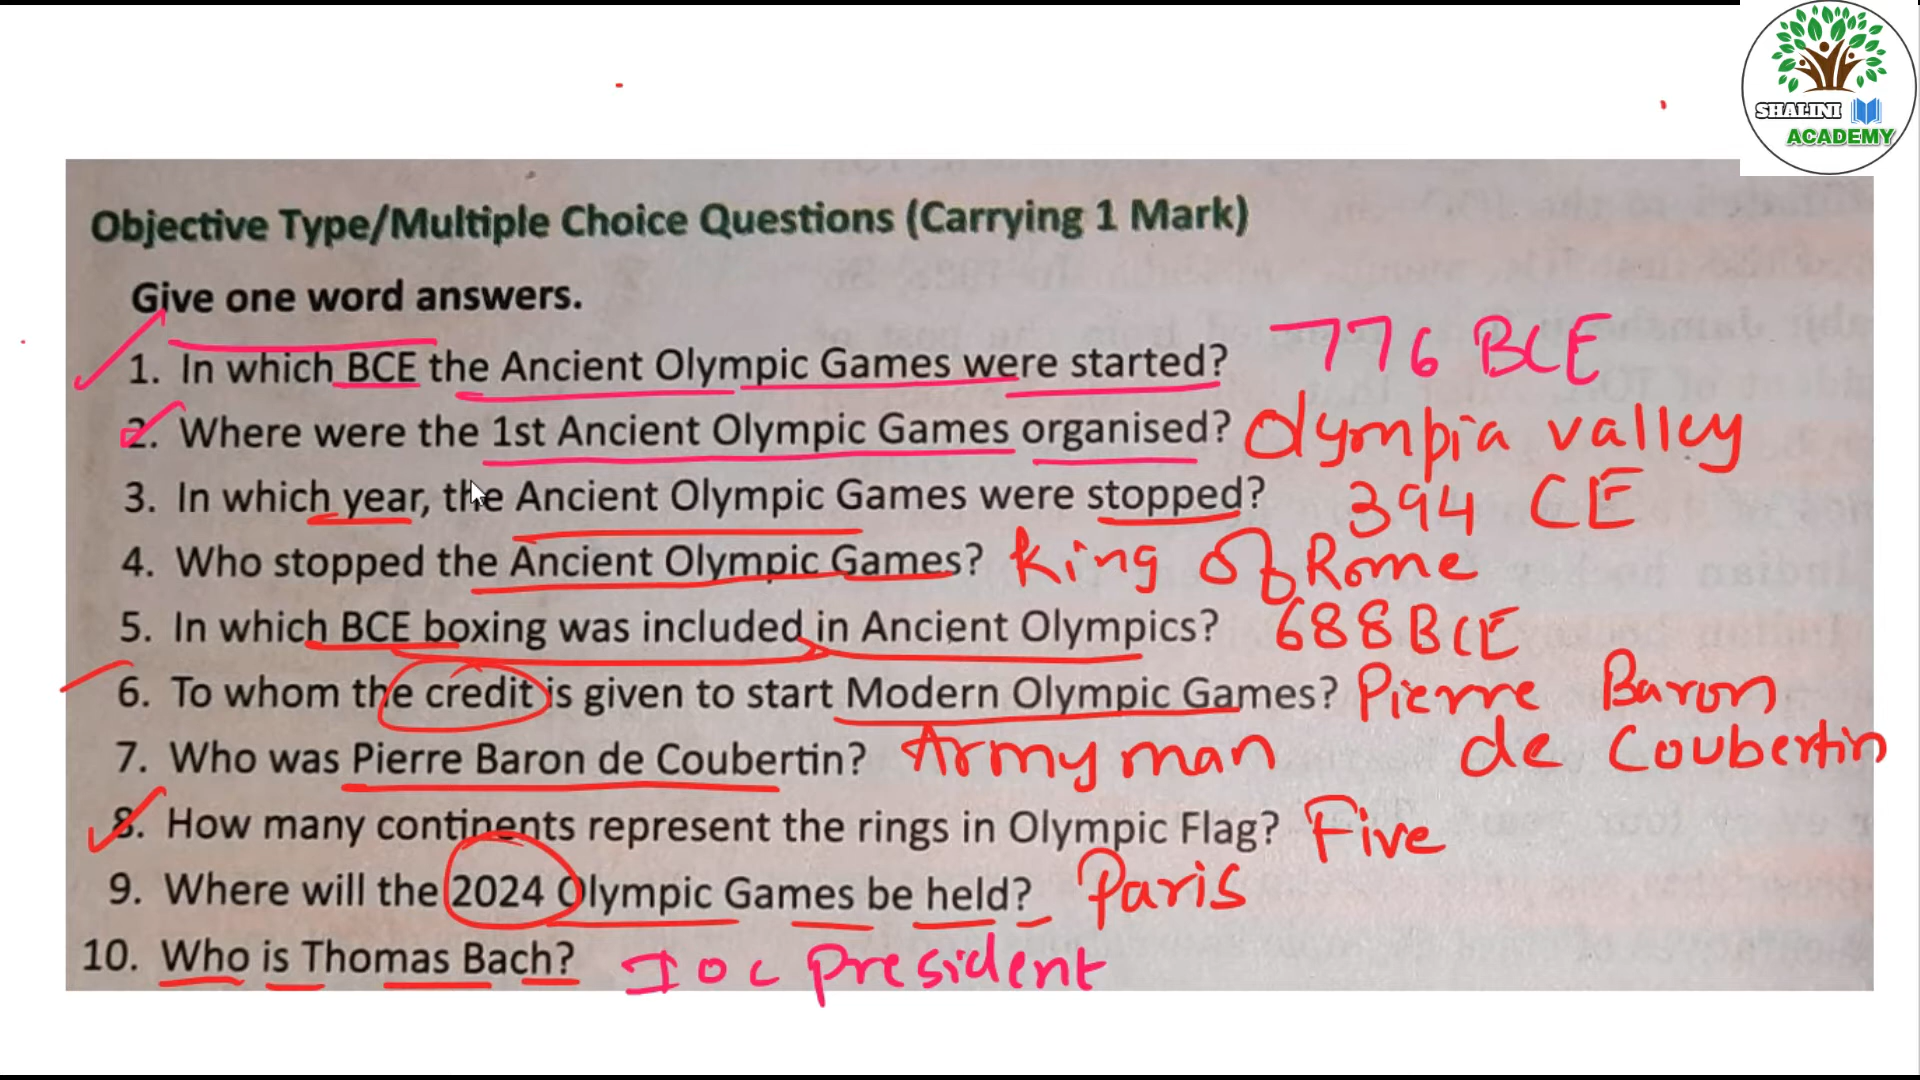 SHALINI
ACADEMY
Objective Type/Multiple Choice Questions (Carrying 1 Mark)
Give one word answers.
1. In which BCE the Ancient Olympic Games were started? 776 BCE
2. Where were the 1st Ancient Olympic Games organised? Olympia valley
3. In which year, the Ancient Olympic Games were stopped? 394 CE
4. Who stopped the Ancient Olympic Games? King of Rome
5. In which BCE boxing was included in Ancient Olympics? 688 BCE
6. To whom the credit is given to start Modern Olympic Games? Pierre Baron
de Coubertin
7. Who was Pierre Baron de Coubertin? Army man
8. How many continents represent the rings in Olympic Flag? Five
9. Where will the 2024 Olympic Games be held? Paris
10. Who is Thomas Bach? IOC president